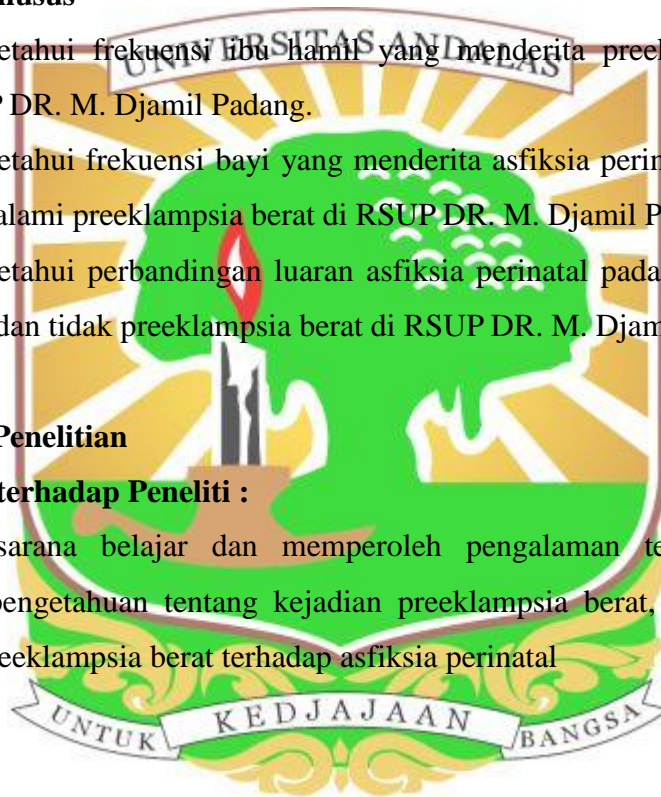 husus
UNIVERSITAS ANDALAS
etahui frekuensi ibu hamil yang menderita preekl
DR. M. Djamil Padang.
etahui frekuensi bayi yang menderita asfiksia perin
alami preeklampsia berat di RSUP DR. M. Djamil P
etahui perbandingan luaran asfiksia perinatal pada
dan tidak preeklampsia berat di RSUP DR. M. Djam
Penelitian
terhadap Peneliti :
sarana belajar dan memperoleh pengalaman te
pengetahuan tentang kejadian preeklampsia berat,
eeklampsia berat terhadap asfiksia perinatal
UNTUK KEDJAJAAN BANGSA